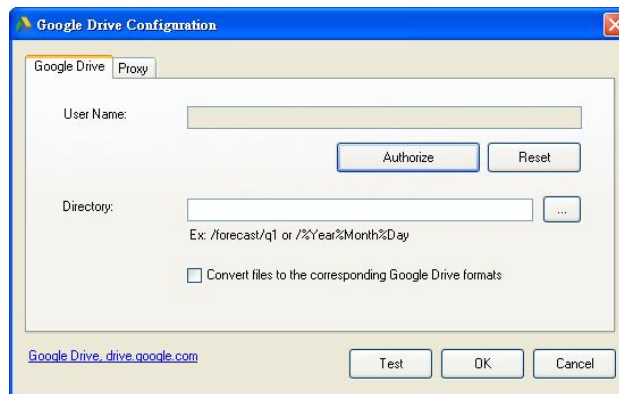 Google Drive Configuration
Google Drive Proxy
User Name:
Authorize Reset
Directory: ...
Ex: /forecast/q1 or /%Year%Month%Day
Convert files to the corresponding Google Drive formats
Google Drive, drive.google.com Test OK Cancel